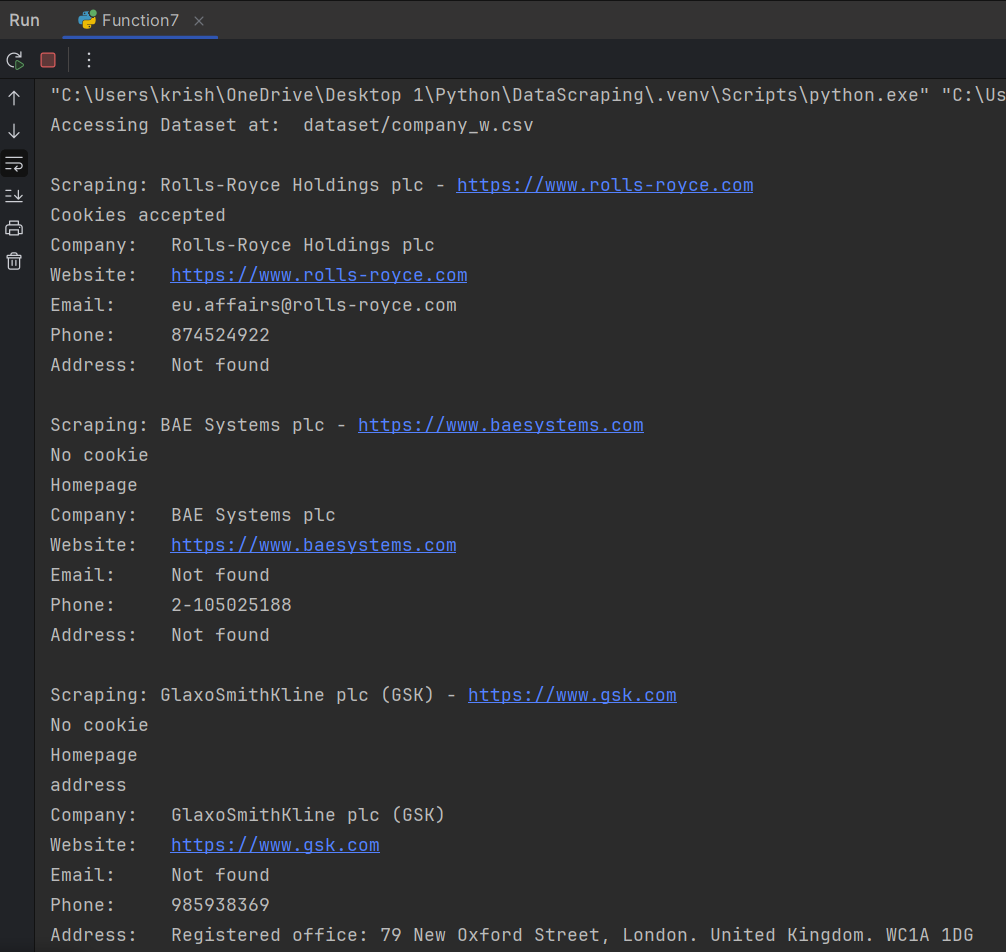 Run Function7
"C:\Users\krish\OneDrive\Desktop 1\Python\DataScraping\.venv\Scripts\python.exe" "C:\Us
Accessing Dataset at:  dataset/company_w.csv
Scraping: Rolls-Royce Holdings plc - https://www.rolls-royce.com
Cookies accepted
Company:   Rolls-Royce Holdings plc
Website:   https://www.rolls-royce.com
Email:     eu.affairs@rolls-royce.com
Phone:     874524922
Address:   Not found
Scraping: BAE Systems plc - https://www.baesystems.com
No cookie
Homepage
Company:   BAE Systems plc
Website:   https://www.baesystems.com
Email:     Not found
Phone:     2-105025188
Address:   Not found
Scraping: GlaxoSmithKline plc (GSK) - https://www.gsk.com
No cookie
Homepage
address
Company:   GlaxoSmithKline plc (GSK)
Website:   https://www.gsk.com
Email:     Not found
Phone:     985938369
Address:   Registered office: 79 New Oxford Street, London. United Kingdom. WC1A 1DG